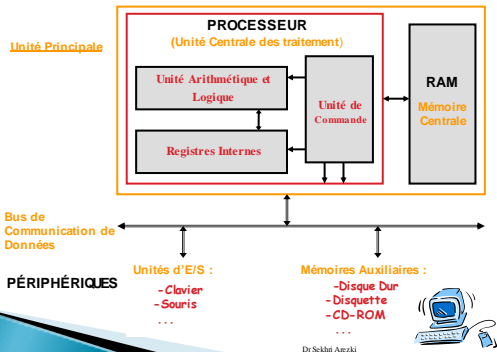 PROCESSEUR
(Unité Centrale des traitement)
Unité Principale
Unité Arithmétique et
Logique
Unité de
Commande
Registres Internes
RAM
Mémoire
Centrale
Bus de
Communication de
Données
PÉRIPHÉRIQUES
Unités d'E/S :
-Clavier
-Souris
...
Mémoires Auxiliaires :
-Disque Dur
-Disquette
-CD-ROM
...
Dr Sekhri Arezki